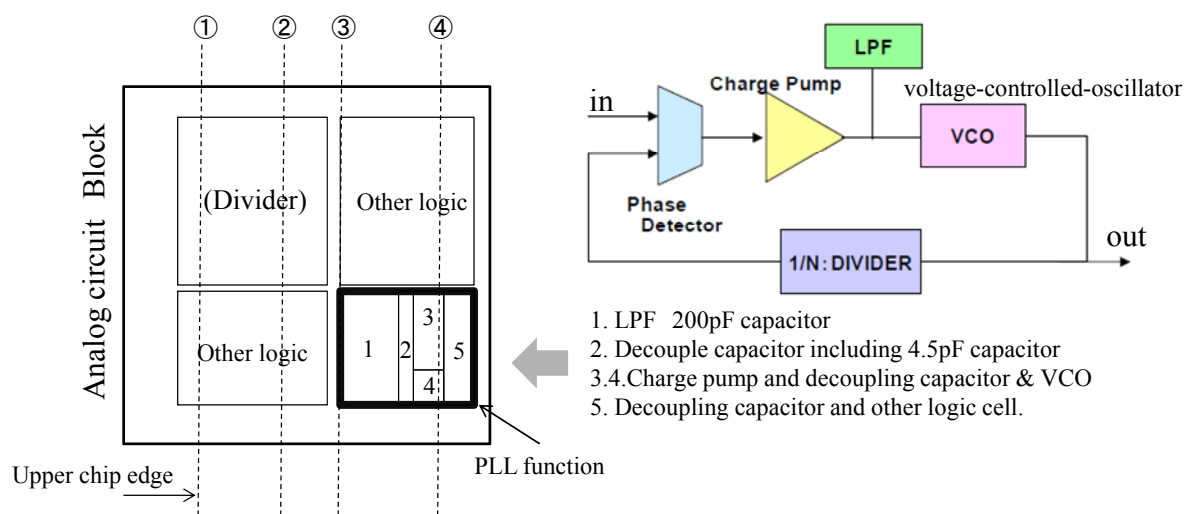 ① ② ③ ④
Analog circuit Block
(Divider)
Other logic
Other logic
1
2
3
4
5
Upper chip edge
PLL function
LPF
Charge Pump
voltage-controlled-oscillator
in
VCO
Phase
Detector
out
1/N: DIVIDER
1. LPF 200pF capacitor
2. Decouple capacitor including 4.5pF capacitor
3.4.Charge pump and decoupling capacitor & VCO
5. Decoupling capacitor and other logic cell.